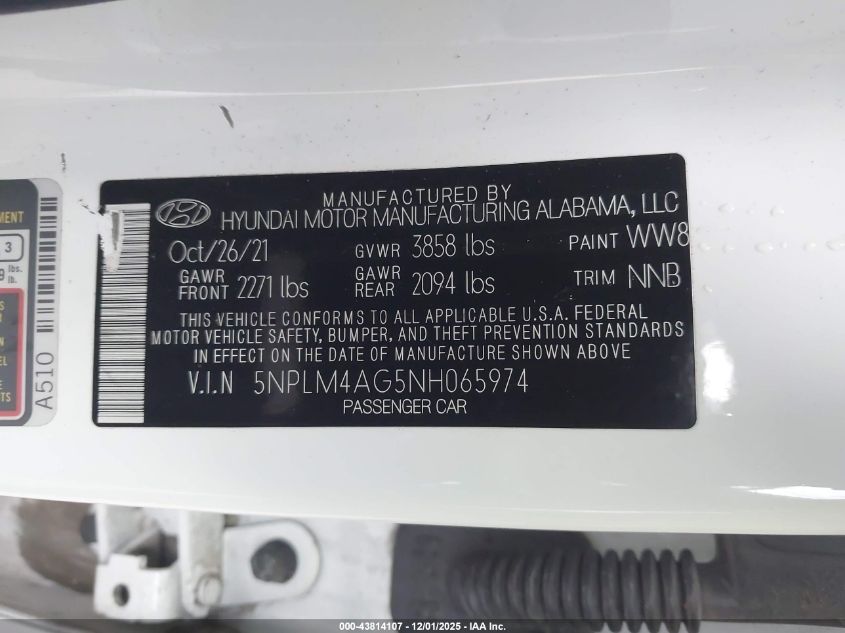 MANUFACTURED BY
HYUNDAI MOTOR MANUFACTURING ALABAMA, LLC
Oct/26/21 GVWR 3858 lbs PAINT WW8
GAWR FRONT 2271 lbs GAWR REAR 2094 lbs TRIM NNB
THIS VEHICLE CONFORMS TO ALL APPLICABLE U.S.A. FEDERAL
MOTOR VEHICLE SAFETY, BUMPER, AND THEFT PREVENTION STANDARDS
IN EFFECT ON THE DATE OF MANUFACTURE SHOWN ABOVE
V.I.N 5NPLM4AG5NH065974
PASSENGER CAR
A510
3
lbs.
lb.
000-43814107 - 12/01/2025 - IAA Inc.